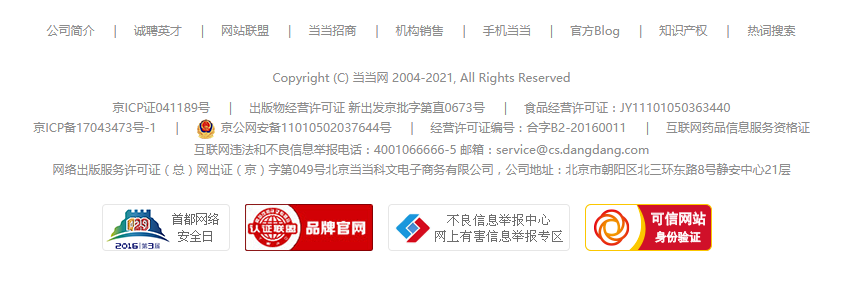 公司简介 | 诚聘英才 | 网站联盟 | 当当招商 | 机构销售 | 手机当当 | 官方Blog | 知识产权 | 热词搜索
Copyright (C) 当当网 2004-2021, All Rights Reserved
京ICP证041189号 | 出版物经营许可证 新出发京批字第直0673号 | 食品经营许可证：JY11101050363440
京ICP备17043473号-1 | 京公网安备11010502037644号 | 经营许可证编号：合字B2-20160011 | 互联网药品信息服务资格证
互联网违法和不良信息举报电话：4001066666-5 邮箱：service@cs.dangdang.com
网络出版服务许可证（总）网出证（京）字第049号北京当当科文电子商务有限公司，公司地址：北京市朝阳区北三环东路8号静安中心21层
429
2016 第3届
首都网络
安全日
认证联盟
品牌官网
不良信息举报中心
网上有害信息举报专区
可信网站
身份验证